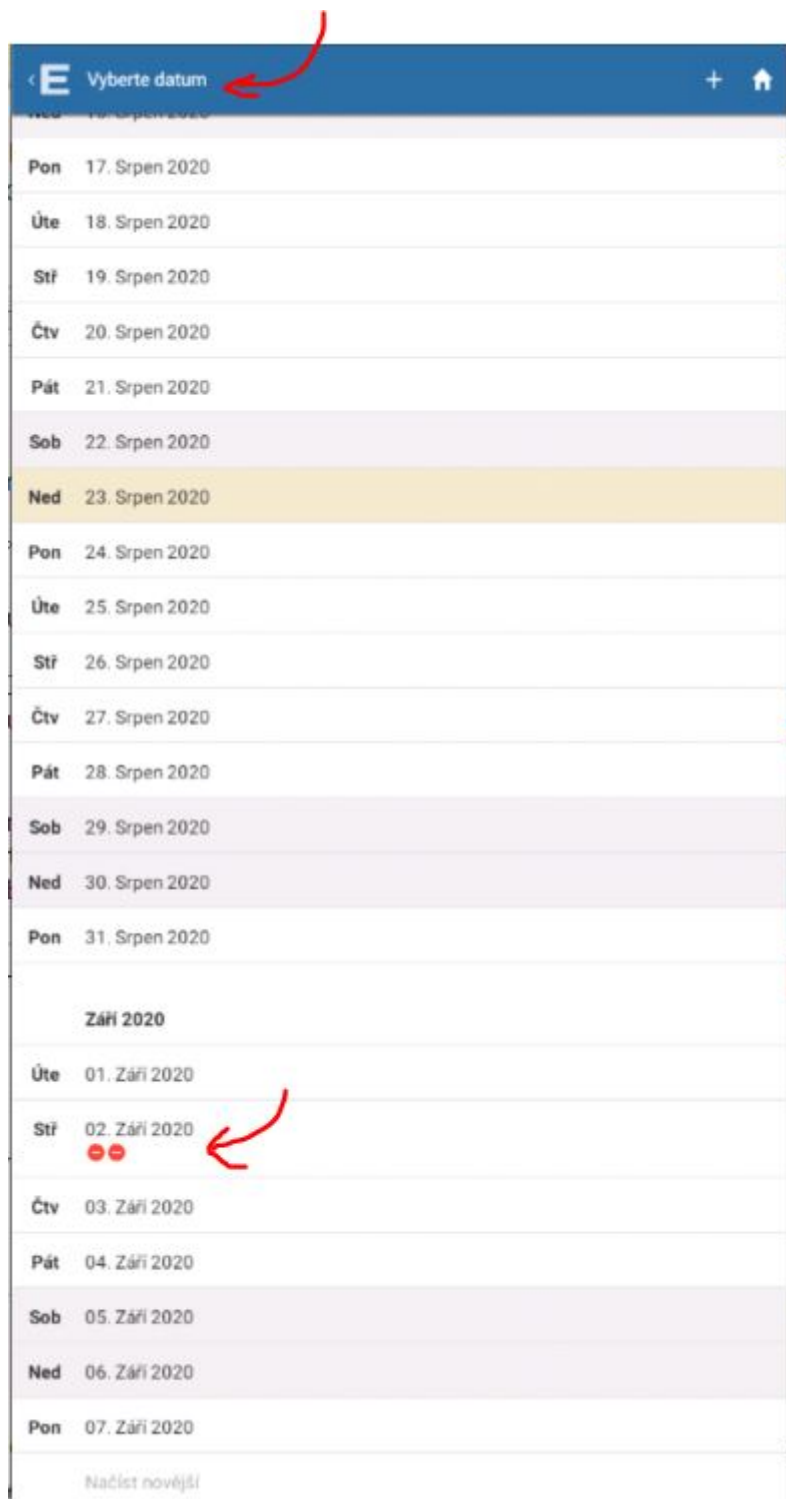 E Vyberte datum +
Pon 17. Srpen 2020
Úte 18. Srpen 2020
Stř 19. Srpen 2020
Čtv 20. Srpen 2020
Pát 21. Srpen 2020
Sob 22. Srpen 2020
Ned 23. Srpen 2020
Pon 24. Srpen 2020
Úte 25. Srpen 2020
Stř 26. Srpen 2020
Čtv 27. Srpen 2020
Pát 28. Srpen 2020
Sob 29. Srpen 2020
Ned 30. Srpen 2020
Pon 31. Srpen 2020
Září 2020
Úte 01. Září 2020
Stř 02. Září 2020
Čtv 03. Září 2020
Pát 04. Září 2020
Sob 05. Září 2020
Ned 06. Září 2020
Pon 07. Září 2020
Načíst novější